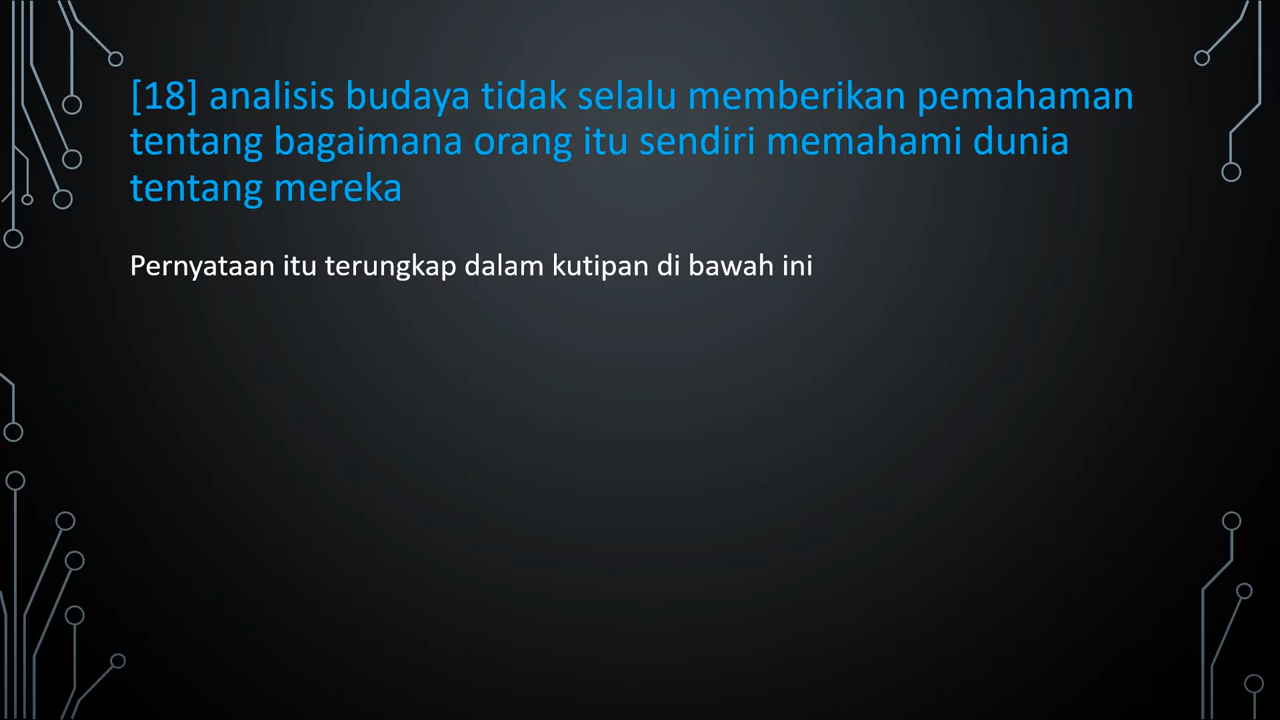 [18] analisis budaya tidak selalu memberikan pemahaman
tentang bagaimana orang itu sendiri memahami dunia
tentang mereka
Pernyataan itu terungkap dalam kutipan di bawah ini